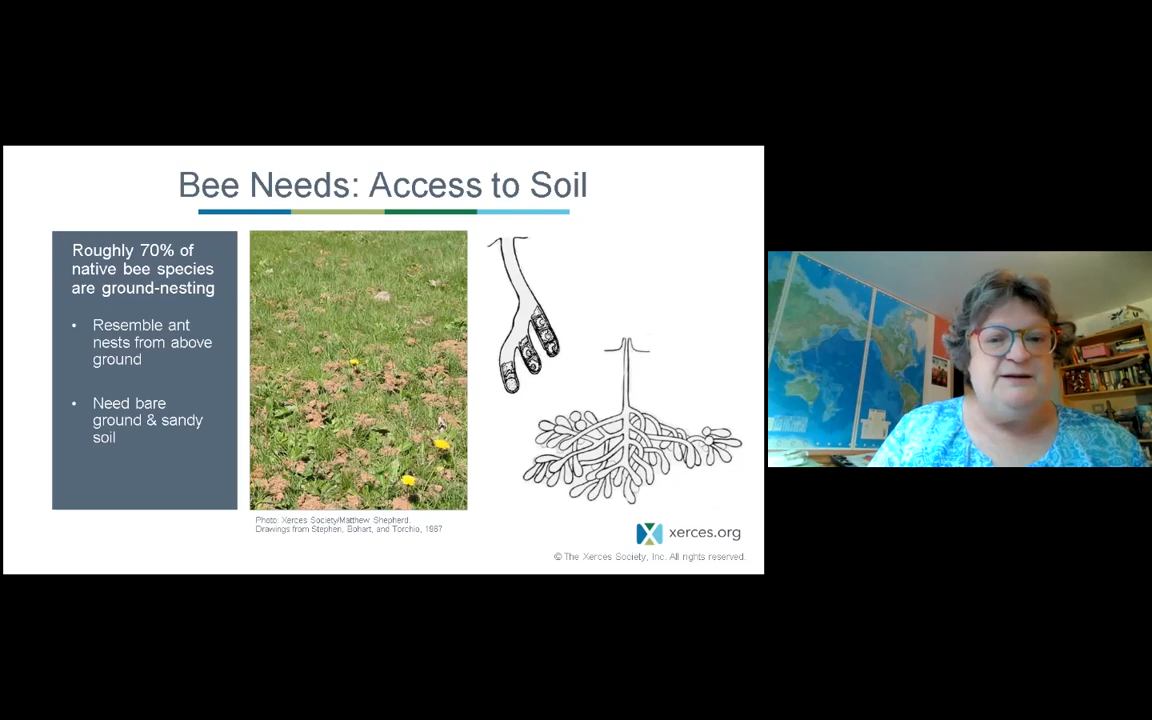 Bee Needs: Access to Soil
Roughly 70% of
native bee species
are ground-nesting
• Resemble ant
nests from above
ground
• Need bare
ground & sandy
soil
Photo: Xerces Society/Matthew Shepherd.
Drawings from Stephen, Bohart, and Torchio, 1967
xerces.org
© The Xerces Society, Inc. All rights reserved.